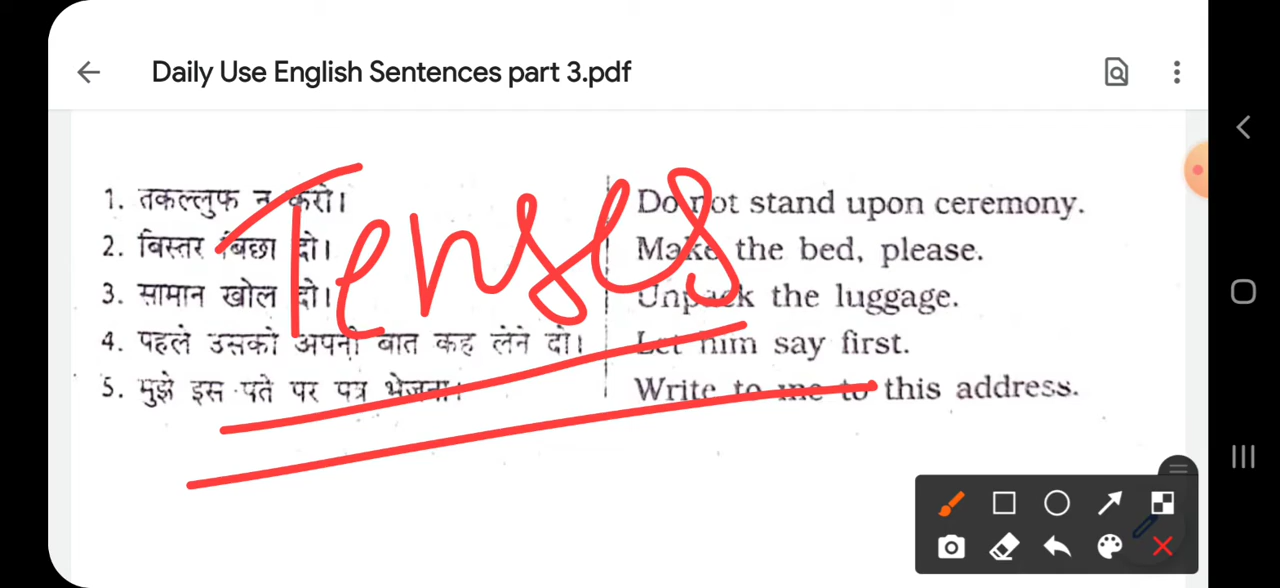 Daily Use English Sentences part 3.pdf
1. तकल्लुफ न करो। Do not stand upon ceremony.
2. बिस्तर बिछा दो। Make the bed, please.
3. सामान खोल दो। Unpack the luggage.
4. पहले उसको अपनी बात कह लेने दो। Let him say first.
5. मुझे इस पते पर पत्र भेजना। Write to me to this address.
Tenses